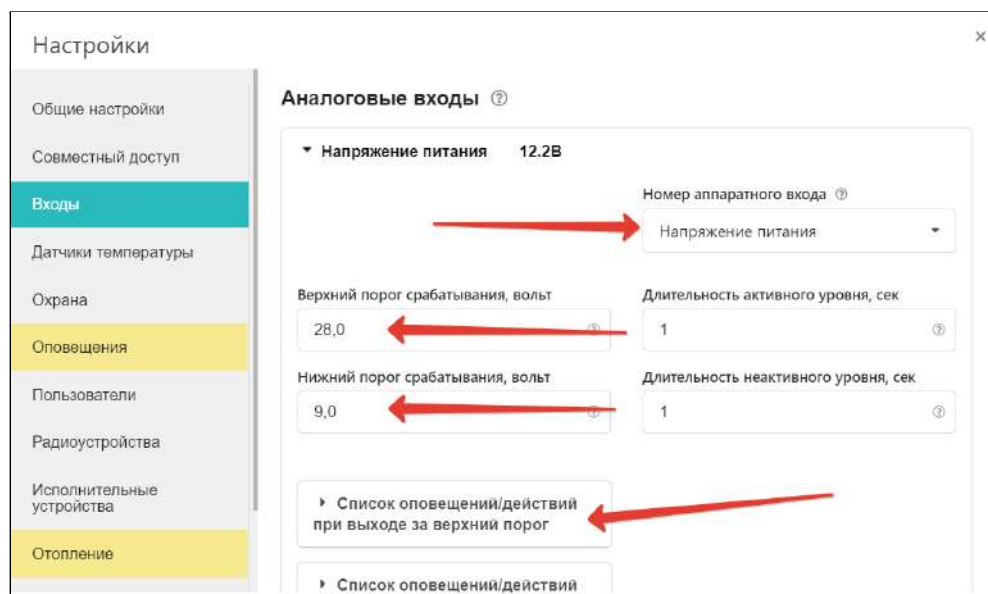 Настройки
×
Общие настройки
Совместный доступ
Входы
Датчики температуры
Охрана
Оповещения
Пользователи
Радиоустройства
Исполнительные
устройства
Отопление
Аналоговые входы ?
Напряжение питания 12.2В
Номер аппаратного входа ?
Напряжение питания
Верхний порог срабатывания, вольт
28,0 ?
Длительность активного уровня, сек
1 ?
Нижний порог срабатывания, вольт
9,0 ?
Длительность неактивного уровня, сек
1 ?
Список оповещений/действий
при выходе за верхний порог
Список оповещений/действий